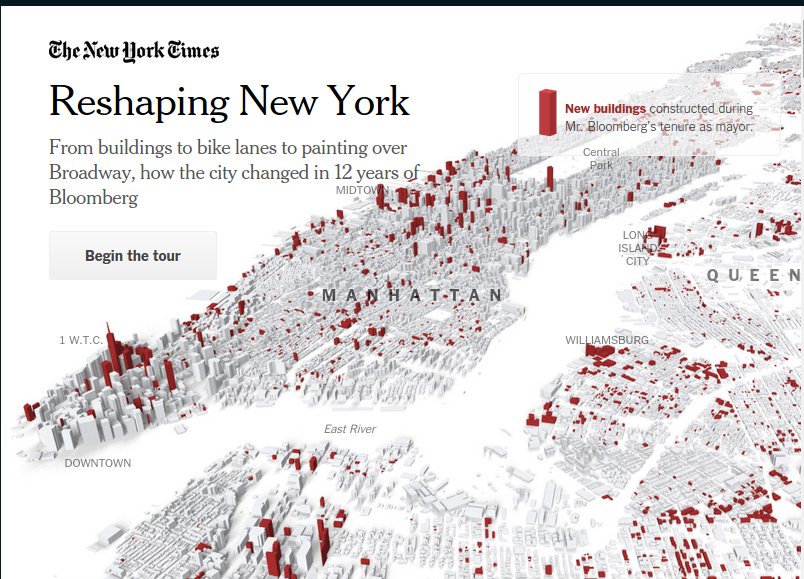 The New York Times
Reshaping New York
From buildings to bike lanes to painting over
Broadway, how the city changed in 12 years of
Bloomberg
Begin the tour
New buildings constructed during
Mr. Bloomberg's tenure as mayor.
Central
Park
MIDTOWN
LONG
ISLAND
CITY
QUEEN
MANHATTAN
1 W.T.C.
WILLIAMSBURG
East River
DOWNTOWN